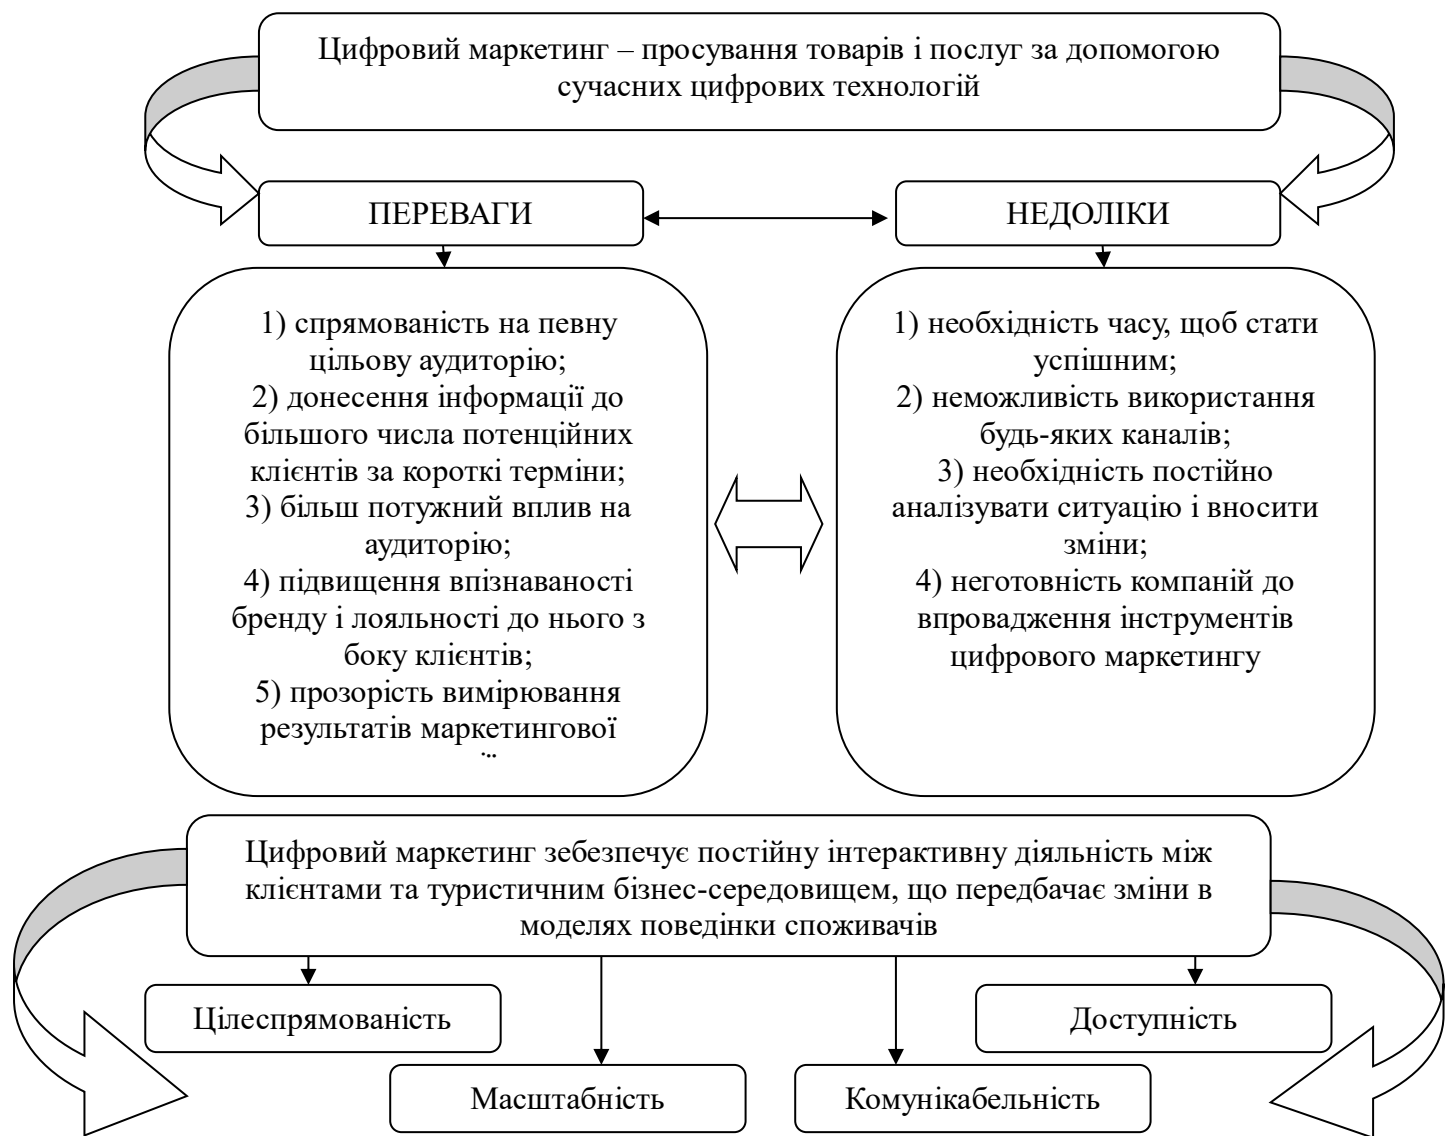 Цифровий маркетинг – просування товарів і послуг за допомогою
сучасних цифрових технологій
ПЕРЕВАГИ
НЕДОЛІКИ
1) спрямованість на певну
цільову аудиторію;
2) донесення інформації до
більшого числа потенційних
клієнтів за короткі терміни;
3) більш потужний вплив на
аудиторію;
4) підвищення впізнаваності
бренду і лояльності до нього з
боку клієнтів;
5) прозорість вимірювання
результатів маркетингової
1) необхідність часу, щоб стати
успішним;
2) неможливість використання
будь-яких каналів;
3) необхідність постійно
аналізувати ситуацію і вносити
зміни;
4) неготовність компаній до
впровадження інструментів
цифрового маркетингу
Цифровий маркетинг зебезпечує постійну інтерактивну діяльність між
клієнтами та туристичним бізнес-середовищем, що передбачає зміни в
моделях поведінки споживачів
Цілеспрямованість
Доступність
Масштабність
Комунікабельність